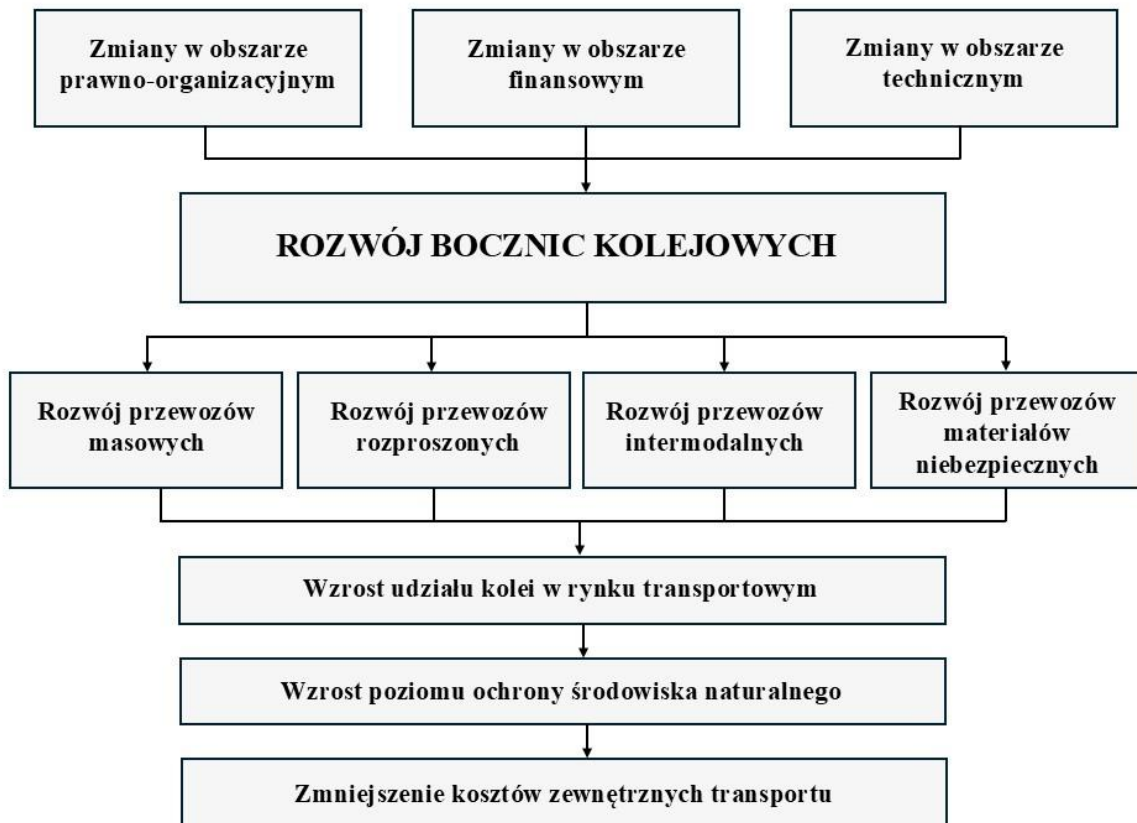 Zmiany w obszarze
prawno-organizacyjnym
Zmiany w obszarze
finansowym
Zmiany w obszarze
technicznym
ROZWÓJ BOCZNIC KOLEJOWYCH
Rozwój przewozów
masowych
Rozwój przewozów
rozproszonych
Rozwój przewozów
intermodalnych
Rozwój przewozów
materiałów
niebezpiecznych
Wzrost udziału kolei w rynku transportowym
Wzrost poziomu ochrony środowiska naturalnego
Zmniejszenie kosztów zewnętrznych transportu